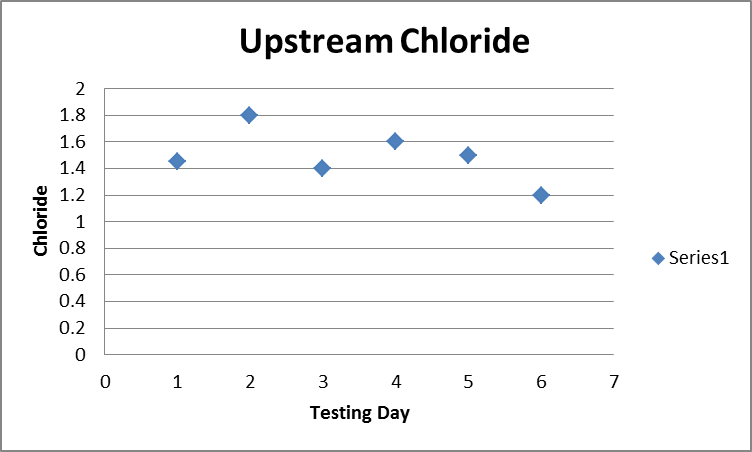 Upstream Chloride
2
1.8
1.6
1.4
1.2
1
0.8
0.6
0.4
0.2
0
Chloride
0 1 2 3 4 5 6 7
Testing Day
Series1